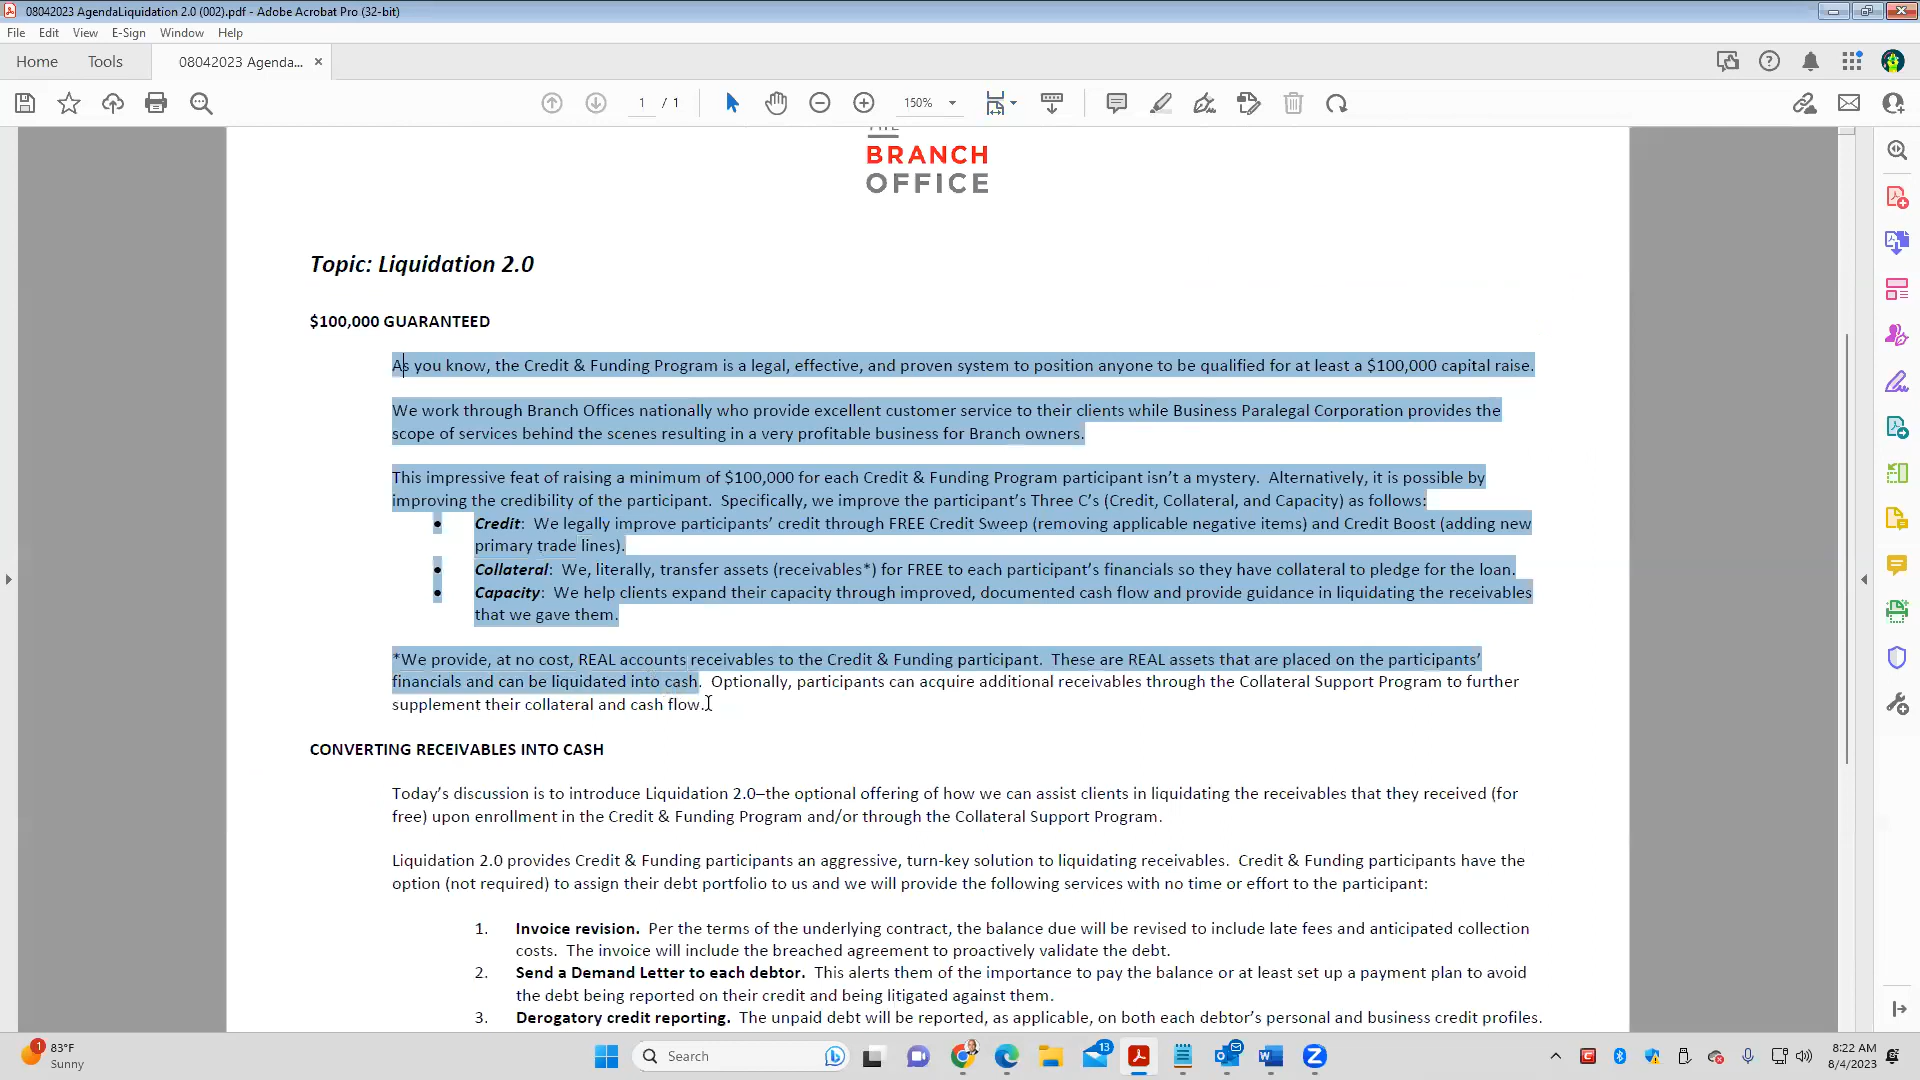 08042023 AgendaLiquidation 2.0 (002).pdf - Adobe Acrobat Pro (32-bit)
File Edit View E-Sign Window Help
Home Tools 08042023 Agenda... ×
1 / 1 150%
BRANCH
OFFICE
Topic: Liquidation 2.0
$100,000 GUARANTEED
As you know, the Credit & Funding Program is a legal, effective, and proven system to position anyone to be qualified for at least a $100,000 capital raise.
We work through Branch Offices nationally who provide excellent customer service to their clients while Business Paralegal Corporation provides the
scope of services behind the scenes resulting in a very profitable business for Branch owners.
This impressive feat of raising a minimum of $100,000 for each Credit & Funding Program participant isn't a mystery. Alternatively, it is possible by
improving the credibility of the participant. Specifically, we improve the participant's Three C's (Credit, Collateral, and Capacity) as follows:
• Credit: We legally improve participants' credit through FREE Credit Sweep (removing applicable negative items) and Credit Boost (adding new
primary trade lines).
• Collateral: We, literally, transfer assets (receivables*) for FREE to each participant's financials so they have collateral to pledge for the loan.
• Capacity: We help clients expand their capacity through improved, documented cash flow and provide guidance in liquidating the receivables
that we gave them.
*We provide, at no cost, REAL accounts receivables to the Credit & Funding participant. These are REAL assets that are placed on the participants'
financials and can be liquidated into cash. Optionally, participants can acquire additional receivables through the Collateral Support Program to further
supplement their collateral and cash flow.
CONVERTING RECEIVABLES INTO CASH
Today's discussion is to introduce Liquidation 2.0–the optional offering of how we can assist clients in liquidating the receivables that they received (for
free) upon enrollment in the Credit & Funding Program and/or through the Collateral Support Program.
Liquidation 2.0 provides Credit & Funding participants an aggressive, turn-key solution to liquidating receivables. Credit & Funding participants have the
option (not required) to assign their debt portfolio to us and we will provide the following services with no time or effort to the participant:
1. Invoice revision. Per the terms of the underlying contract, the balance due will be revised to include late fees and anticipated collection
costs. The invoice will include the breached agreement to proactively validate the debt.
2. Send a Demand Letter to each debtor. This alerts them of the importance to pay the balance or at least set up a payment plan to avoid
the debt being reported on their credit and being litigated against them.
3. Derogatory credit reporting. The unpaid debt will be reported, as applicable, on both each debtor's personal and business credit profiles.
1
83°F
Sunny
Search
13
8:22 AM
8/4/2023